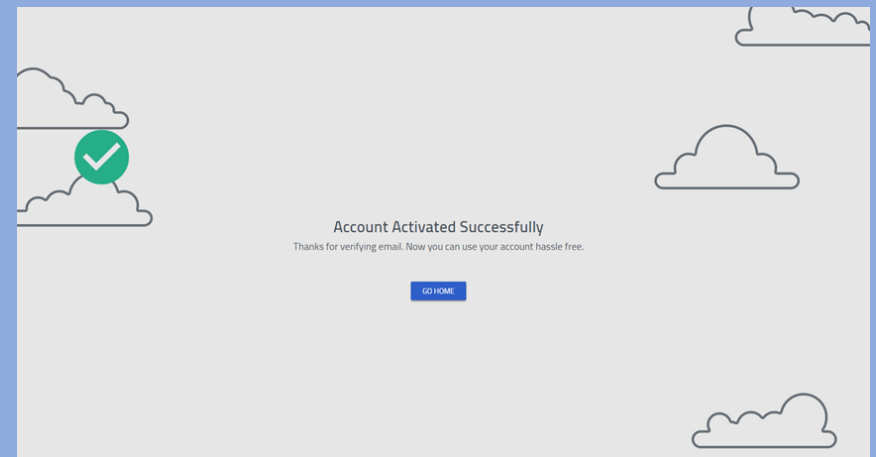 Account Activated Successfully
Thanks for verifying email. Now you can use your account hassle free.
GO HOME